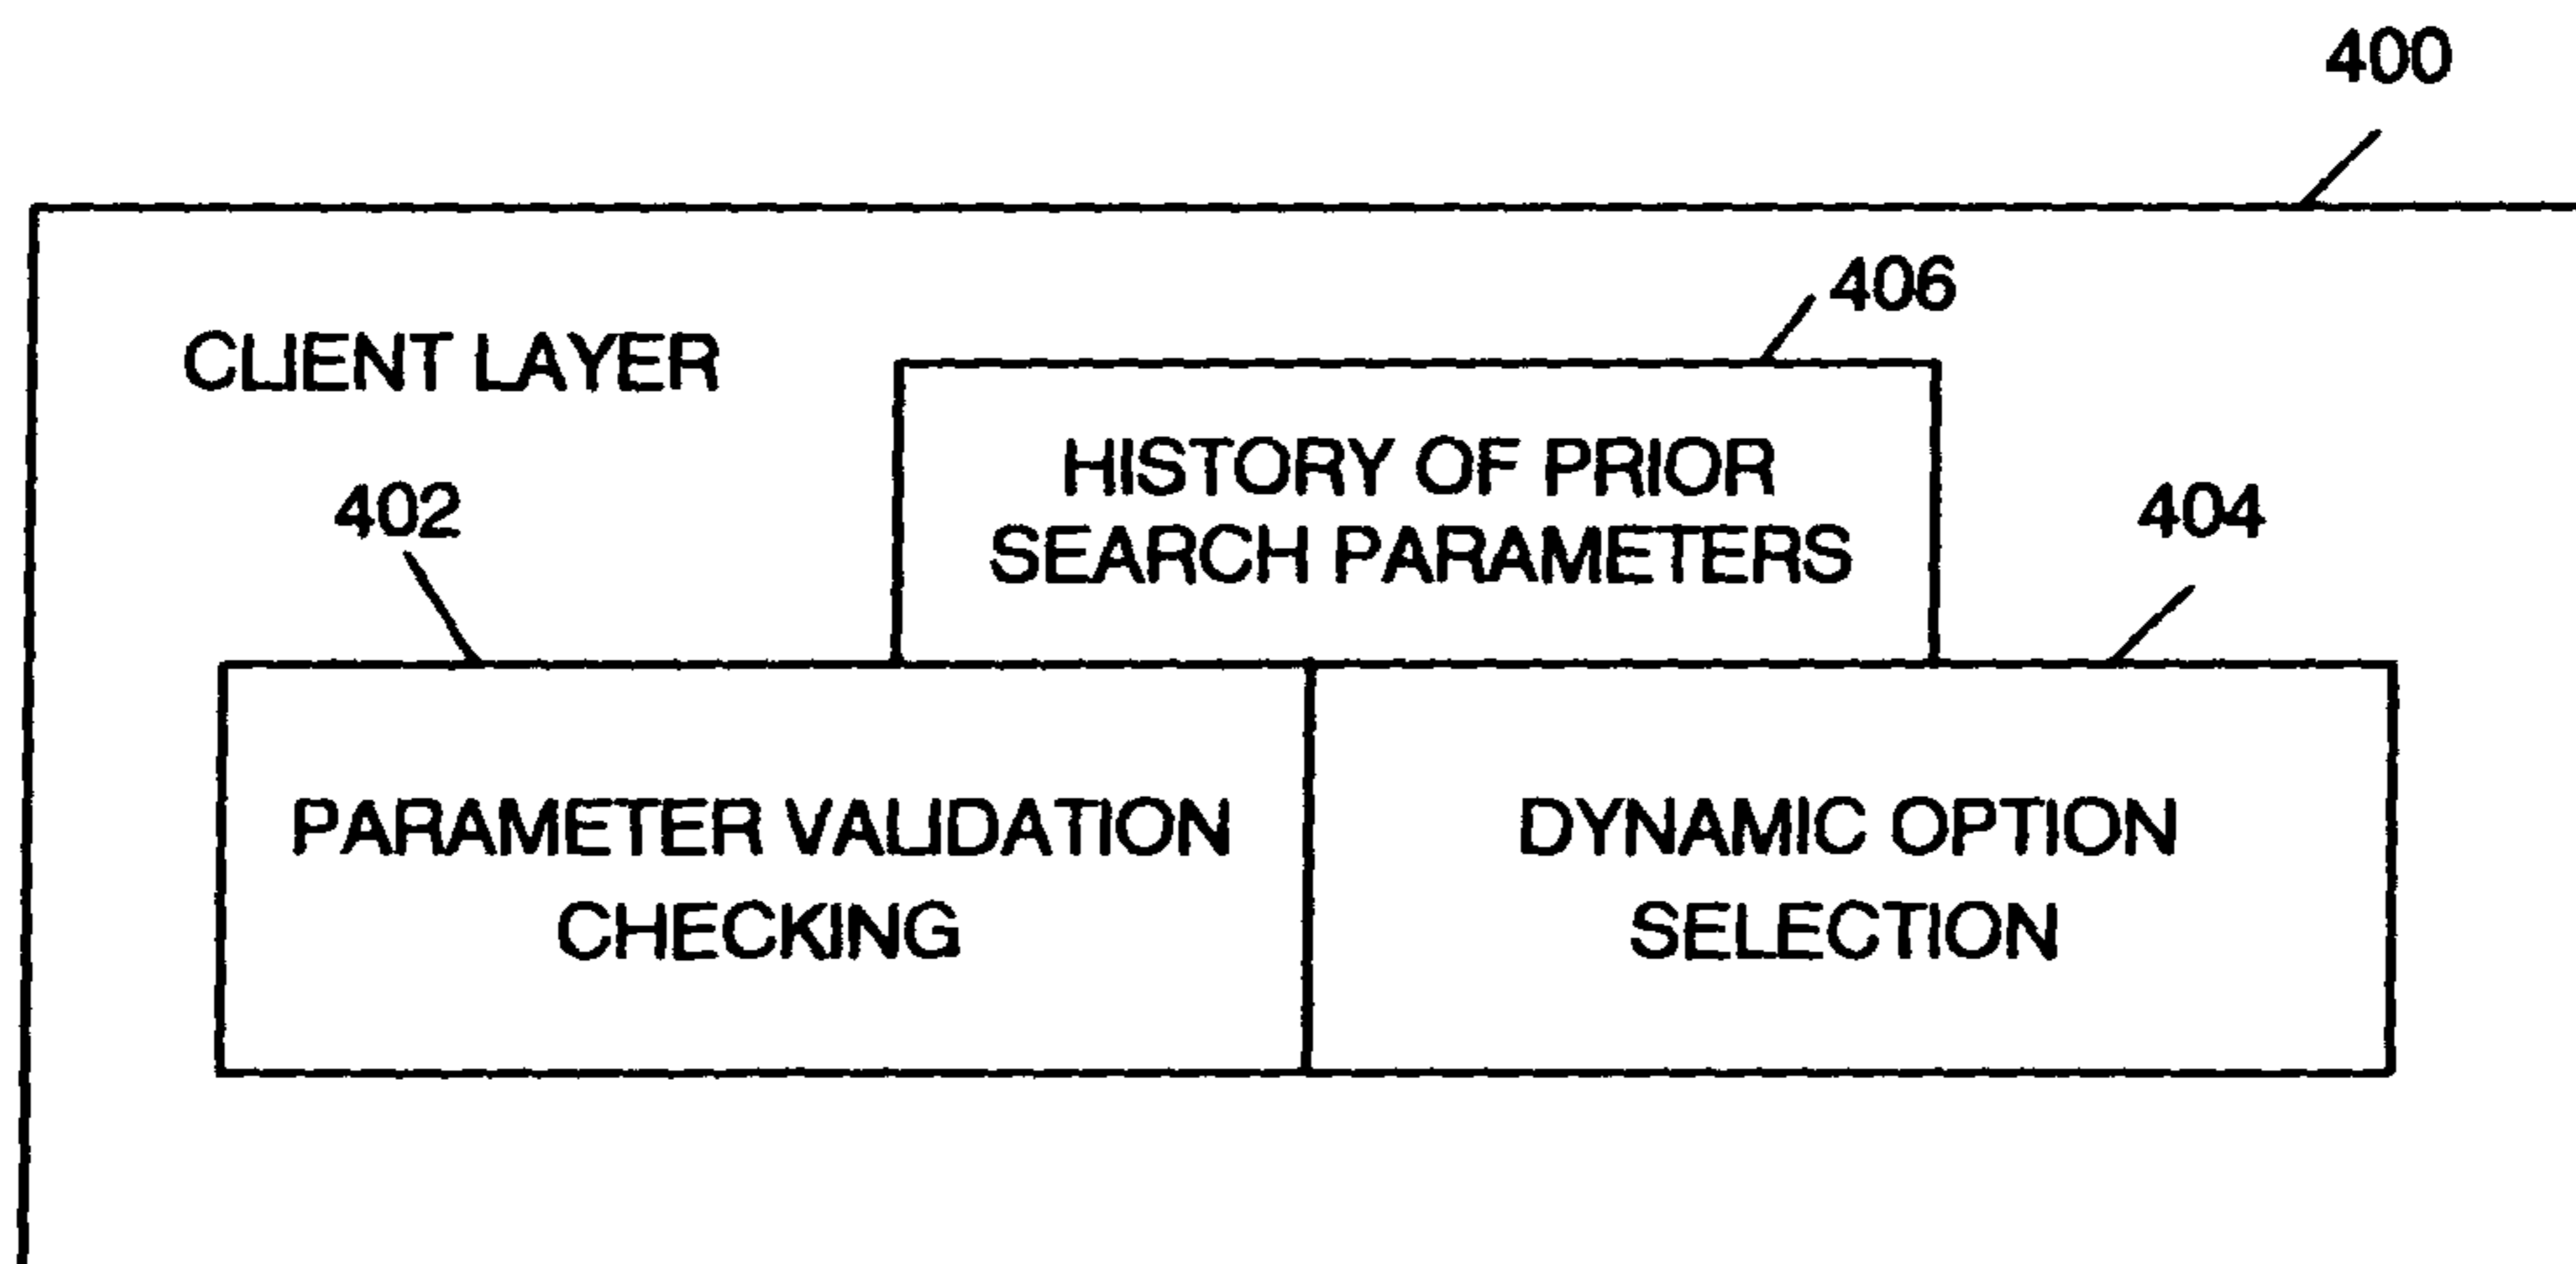 400
406
CLIENT LAYER
HISTORY OF PRIOR
SEARCH PARAMETERS
402
404
PARAMETER VALIDATION
CHECKING
DYNAMIC OPTION
SELECTION